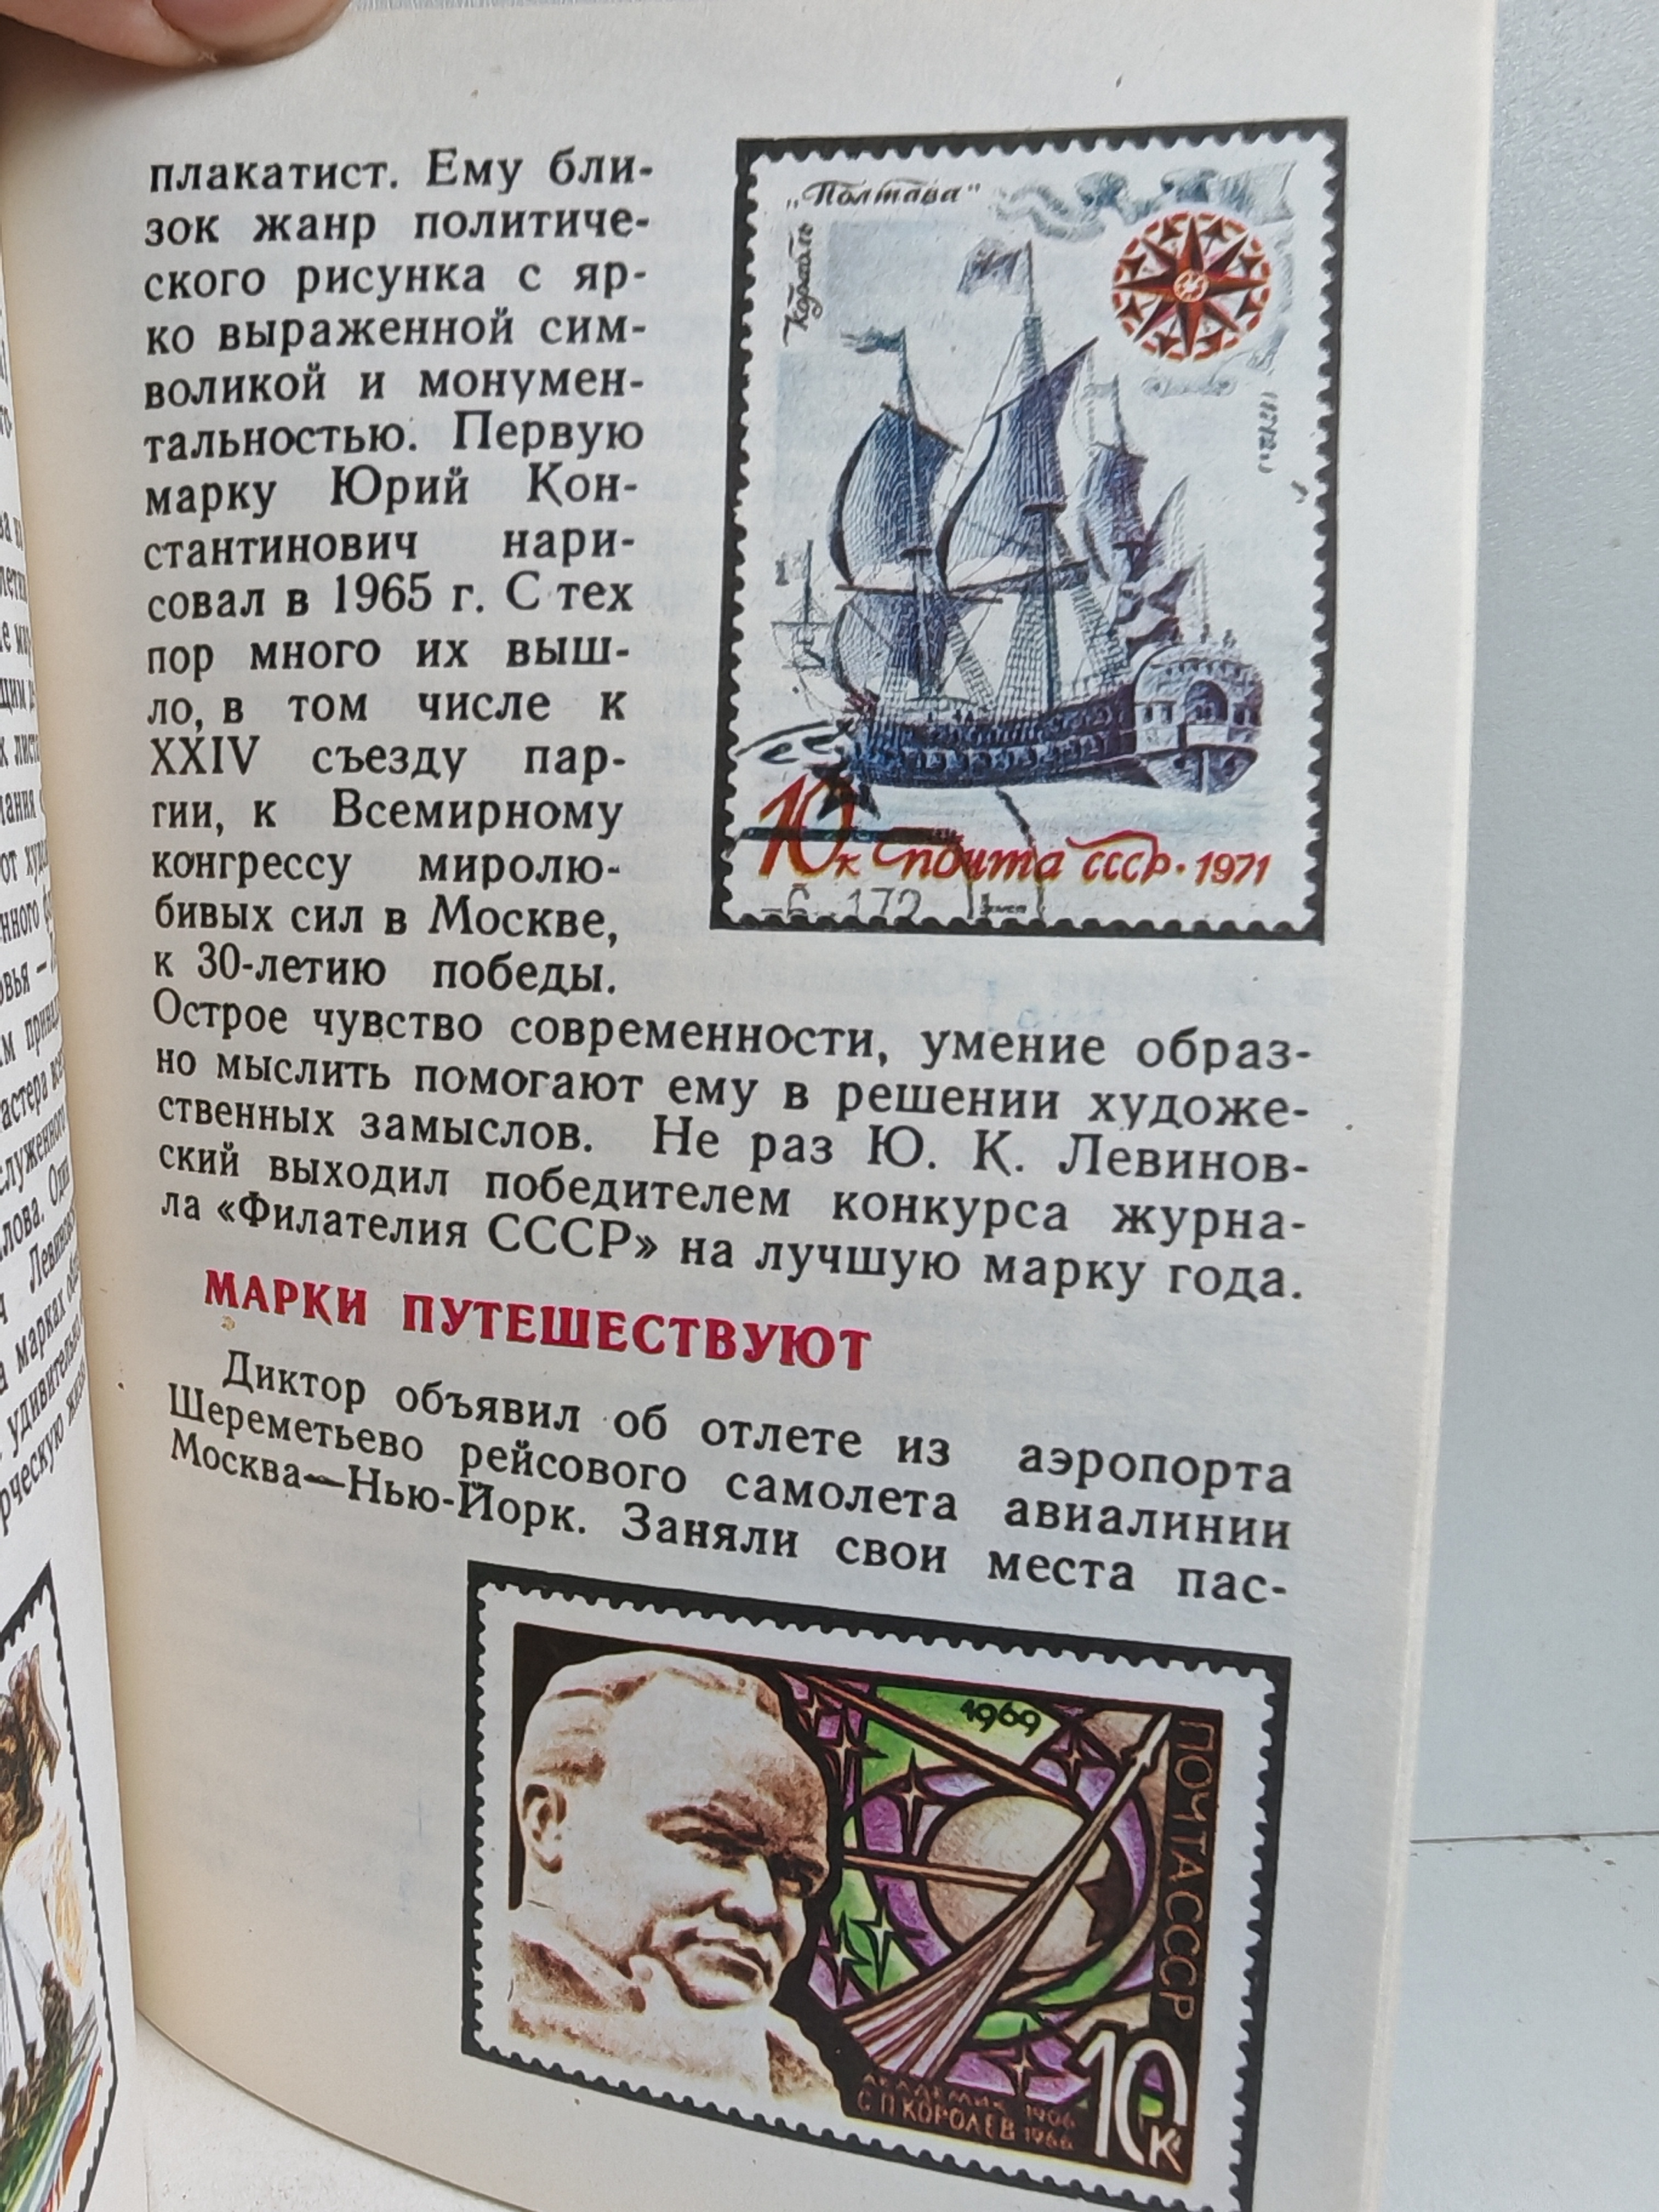 плакатист. Ему бли-
зок жанр политиче-
ского рисунка с яр-
ко выраженной сим-
воликой и монумен-
тальностью. Первую
марку Юрий Кон-
стантинович нари-
совал в 1965 г. С тех
пор много их выш-
ло, в том числе к
XXIV съезду пар-
гии, к Всемирному
конгрессу миролю-
бивых сил в Москве,
к 30-летию победы.
Острое чувство современности, умение образ-
но мыслить помогают ему в решении художе-
ственных замыслов. Не раз Ю. К. Левинов-
ский выходил победителем конкурса журна-
ла «Филателия СССР» на лучшую марку года.
„Полтава“
Корабль
1712г.
10к почта СССР·1971
МАРКИ ПУТЕШЕСТВУЮТ
Диктор объявил об отлете из аэропорта
Шереметьево рейсового самолета авиалинии
Москва—Нью-Йорк. Заняли свои места пас-
1969
ПОЧТА СССР
АКАДЕМИК 1906
С П КОРОЛЕВ 1966
10к